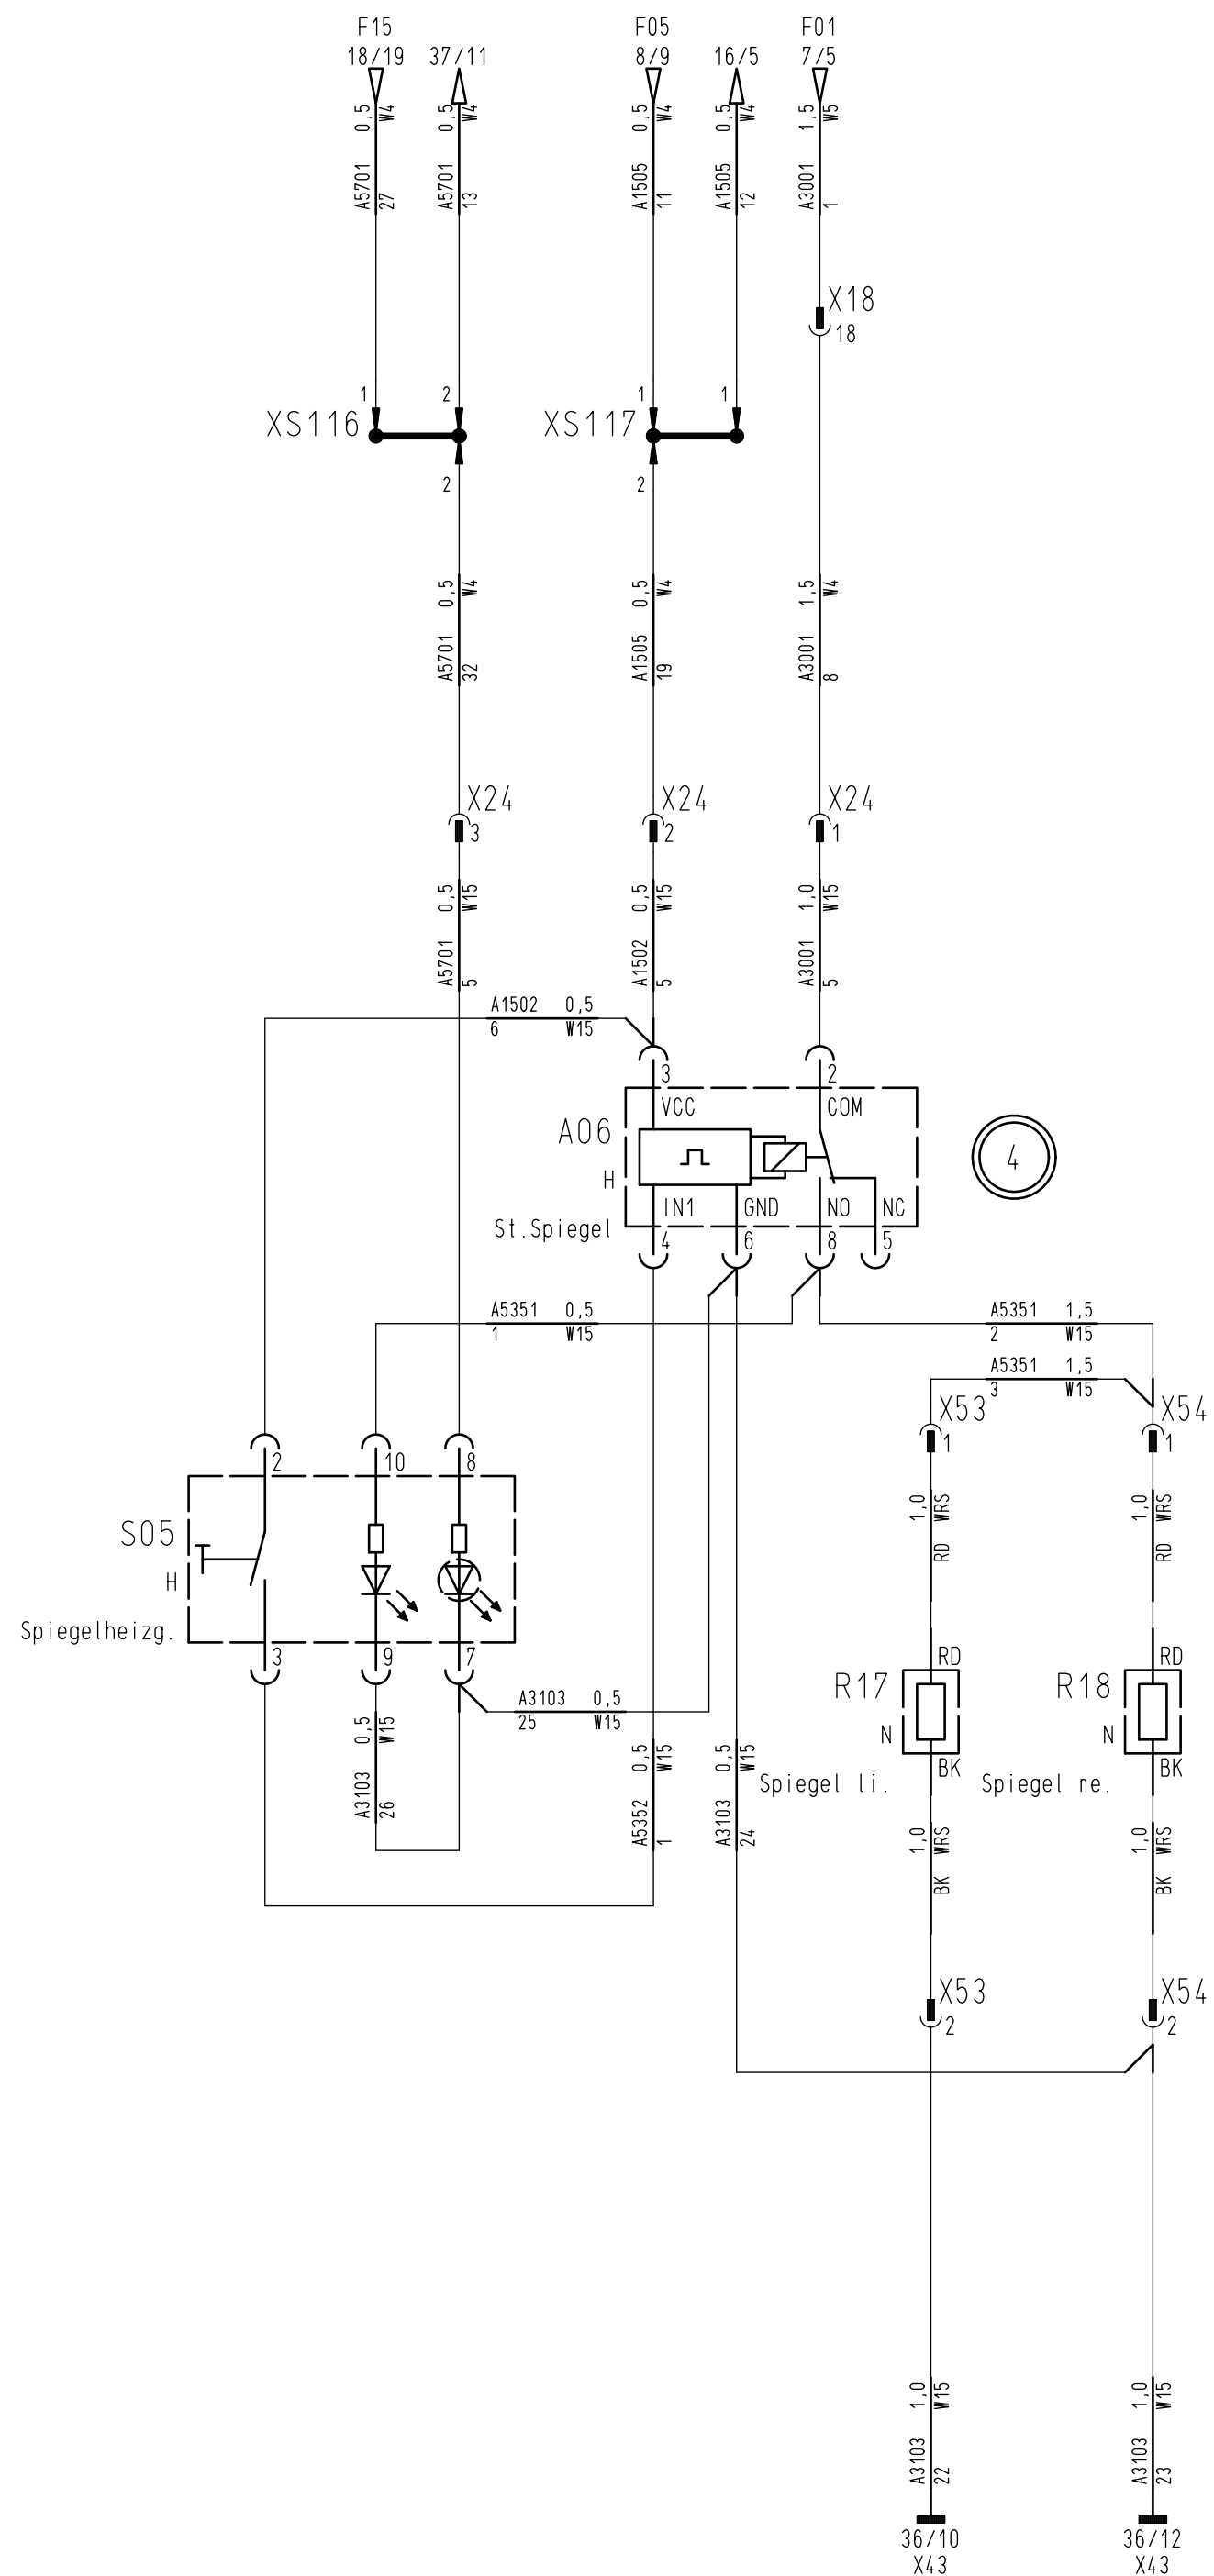 F15
18/19
37/11
F05
8/9
16/5
F01
7/5
A5701 0,5
27 W4
A5701 0,5
13 W4
A1505 0,5
11 W4
A1505 0,5
12 W4
A3001 1,5
1 W5
X18
18
XS116
1
2
2
XS117
1
1
2
A5701 0,5
32 W4
A1505 0,5
19 W4
A3001 1,5
8 W4
X24
3
X24
2
X24
1
A5701 0,5
5 W15
A1502 0,5
5 W15
A3001 1,0
5 W15
A1502 0,5
6 W15
3
2
VCC
COM
A06
H
St.Spiegel
IN1
GND
NO
NC
4
6
8
5
4
A5351 0,5
1 W15
A5351 1,5
2 W15
A5351 1,5
3 W15
X53
1
X54
1
2
10
8
S05
H
Spiegelheizg.
3
9
7
1,0 WRS
RD
1,0 WRS
RD
A3103 0,5
25 W15
A3103 0,5
26 W15
A5352 0,5
1 W15
A3103 0,5
24 W15
RD
R17
N
BK
Spiegel li.
RD
R18
N
BK
Spiegel re.
1,0 WRS
BK
1,0 WRS
BK
X53
2
X54
2
A3103 1,0
22 W15
A3103 1,0
23 W15
36/10
X43
36/12
X43